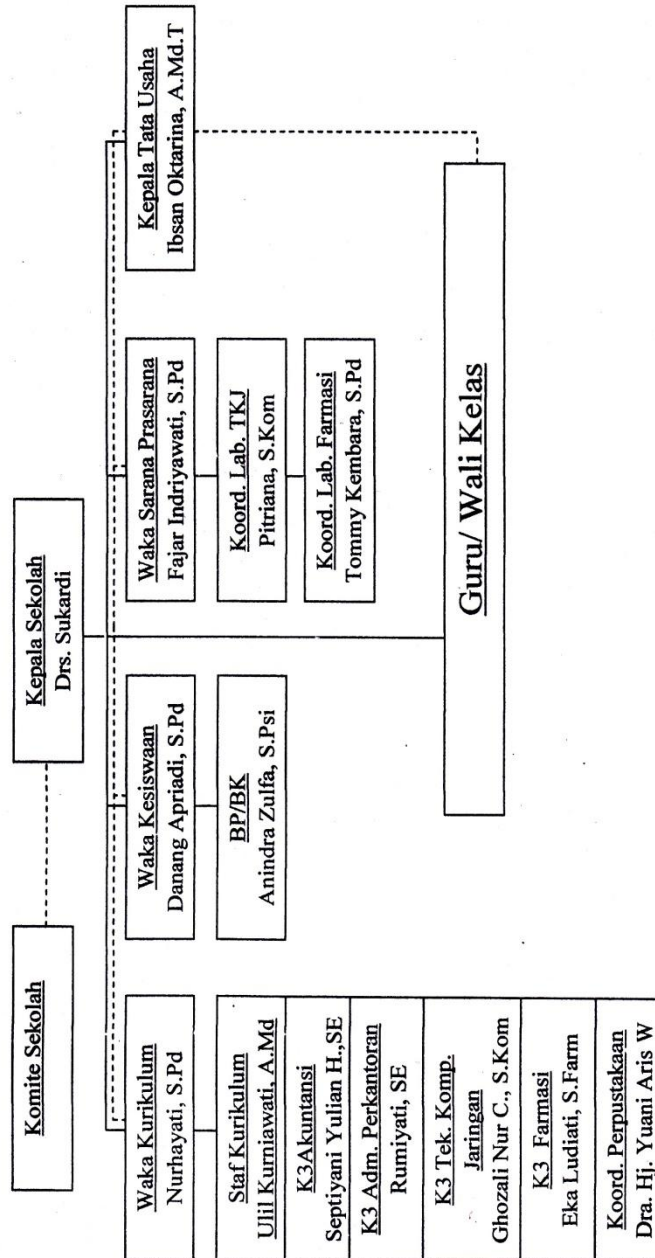 Komite Sekolah
Kepala Sekolah
Drs. Sukardi
Waka Kurikulum
Nurhayati, S.Pd
Waka Kesiswaan
Danang Apriadi, S.Pd
Waka Sarana Prasarana
Fajar Indriyawati, S.Pd
Kepala Tata Usaha
Ibsan Oktarina, A.Md.T
Staf Kurikulum
Ulil Kurniawati, A.Md
K3Akuntansi
Septiyani Yulian H.,SE
K3 Adm. Perkantoran
Rumiyati, SE
K3 Tek. Komp.
Jaringan
Ghozali Nur C., S.Kom
K3 Farmasi
Eka Ludiati, S.Farm
Koord. Perpustakaan
Dra. Hj. Yuani Aris W
BP/BK
Anindra Zulfa, S.Psi
Koord. Lab. TKJ
Pitriana, S.Kom
Koord. Lab. Farmasi
Tommy Kembara, S.Pd
Guru/ Wali Kelas